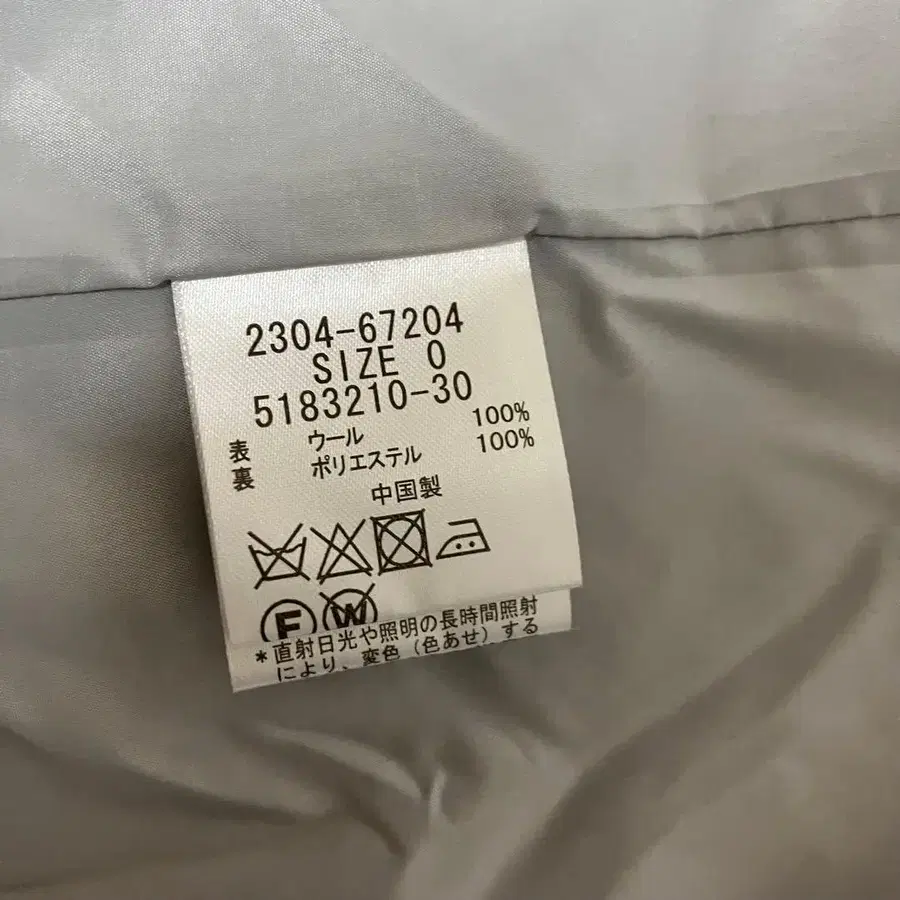 2304-67204
SIZE 0
5183210-30
表 ウール 100%
裏 ポリエステル 100%
中国製
F W
*直射日光や照明の長時間照射
により、変色(色あせ)する